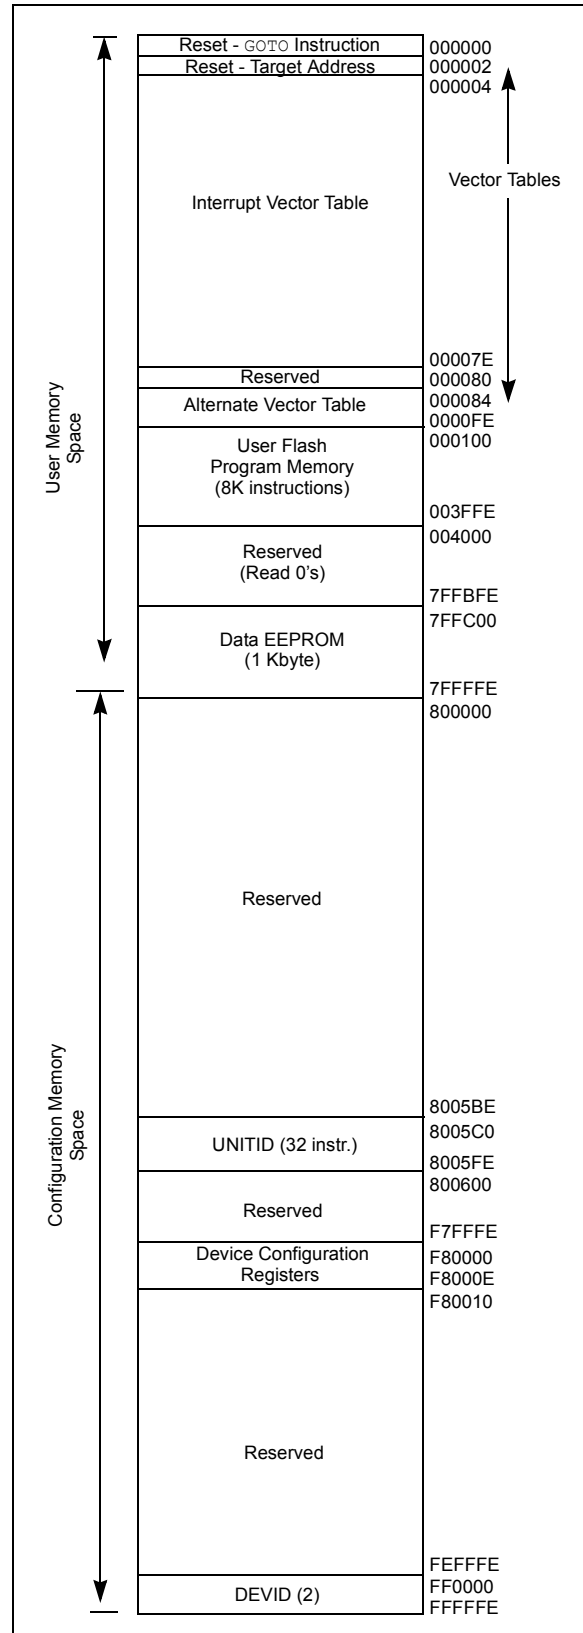 Reset - GOTO Instruction 000000
Reset - Target Address 000002
000004
Vector Tables
Interrupt Vector Table
00007E
Reserved 000080
Alternate Vector Table 000084
0000FE
User Memory
Space
User Flash
Program Memory
(8K instructions)
000100
003FFE
004000
Reserved
(Read 0's)
7FFBFE
7FFC00
Data EEPROM
(1 Kbyte)
7FFFFE
800000
Reserved
Configuration Memory
Space
8005BE
8005C0
UNITID (32 instr.)
8005FE
800600
Reserved
F7FFFE
Device Configuration
Registers
F80000
F8000E
F80010
Reserved
FEFFFE
FF0000
DEVID (2)
FFFFFE